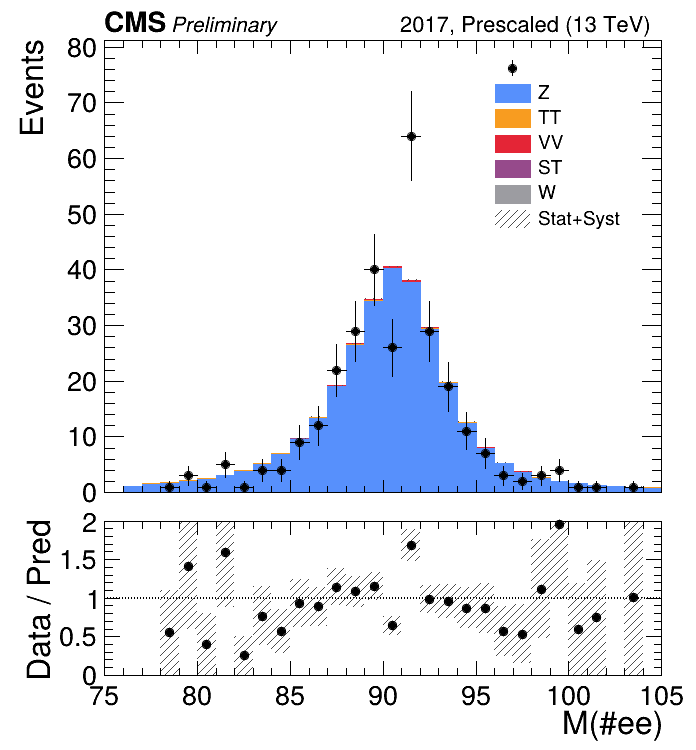 CMS Preliminary 2017, Prescaled (13 TeV)
Events
80
70
60
50
40
30
20
10
0
Z
TT
VV
ST
W
Stat+Syst
Data / Pred
2
1.5
1
0.5
0
75 80 85 90 95 100 105
M(#ee)